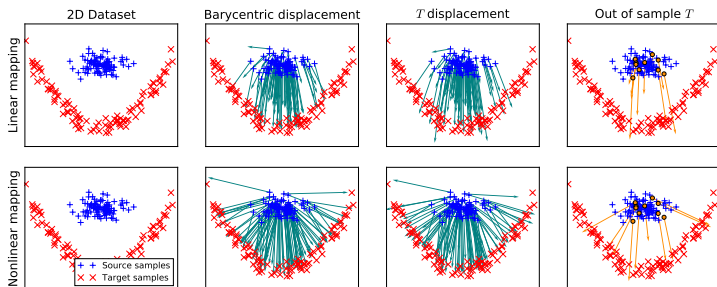 2D Dataset
Barycentric displacement
T displacement
Out of sample T
Linear mapping
Nonlinear mapping
Source samples
Target samples